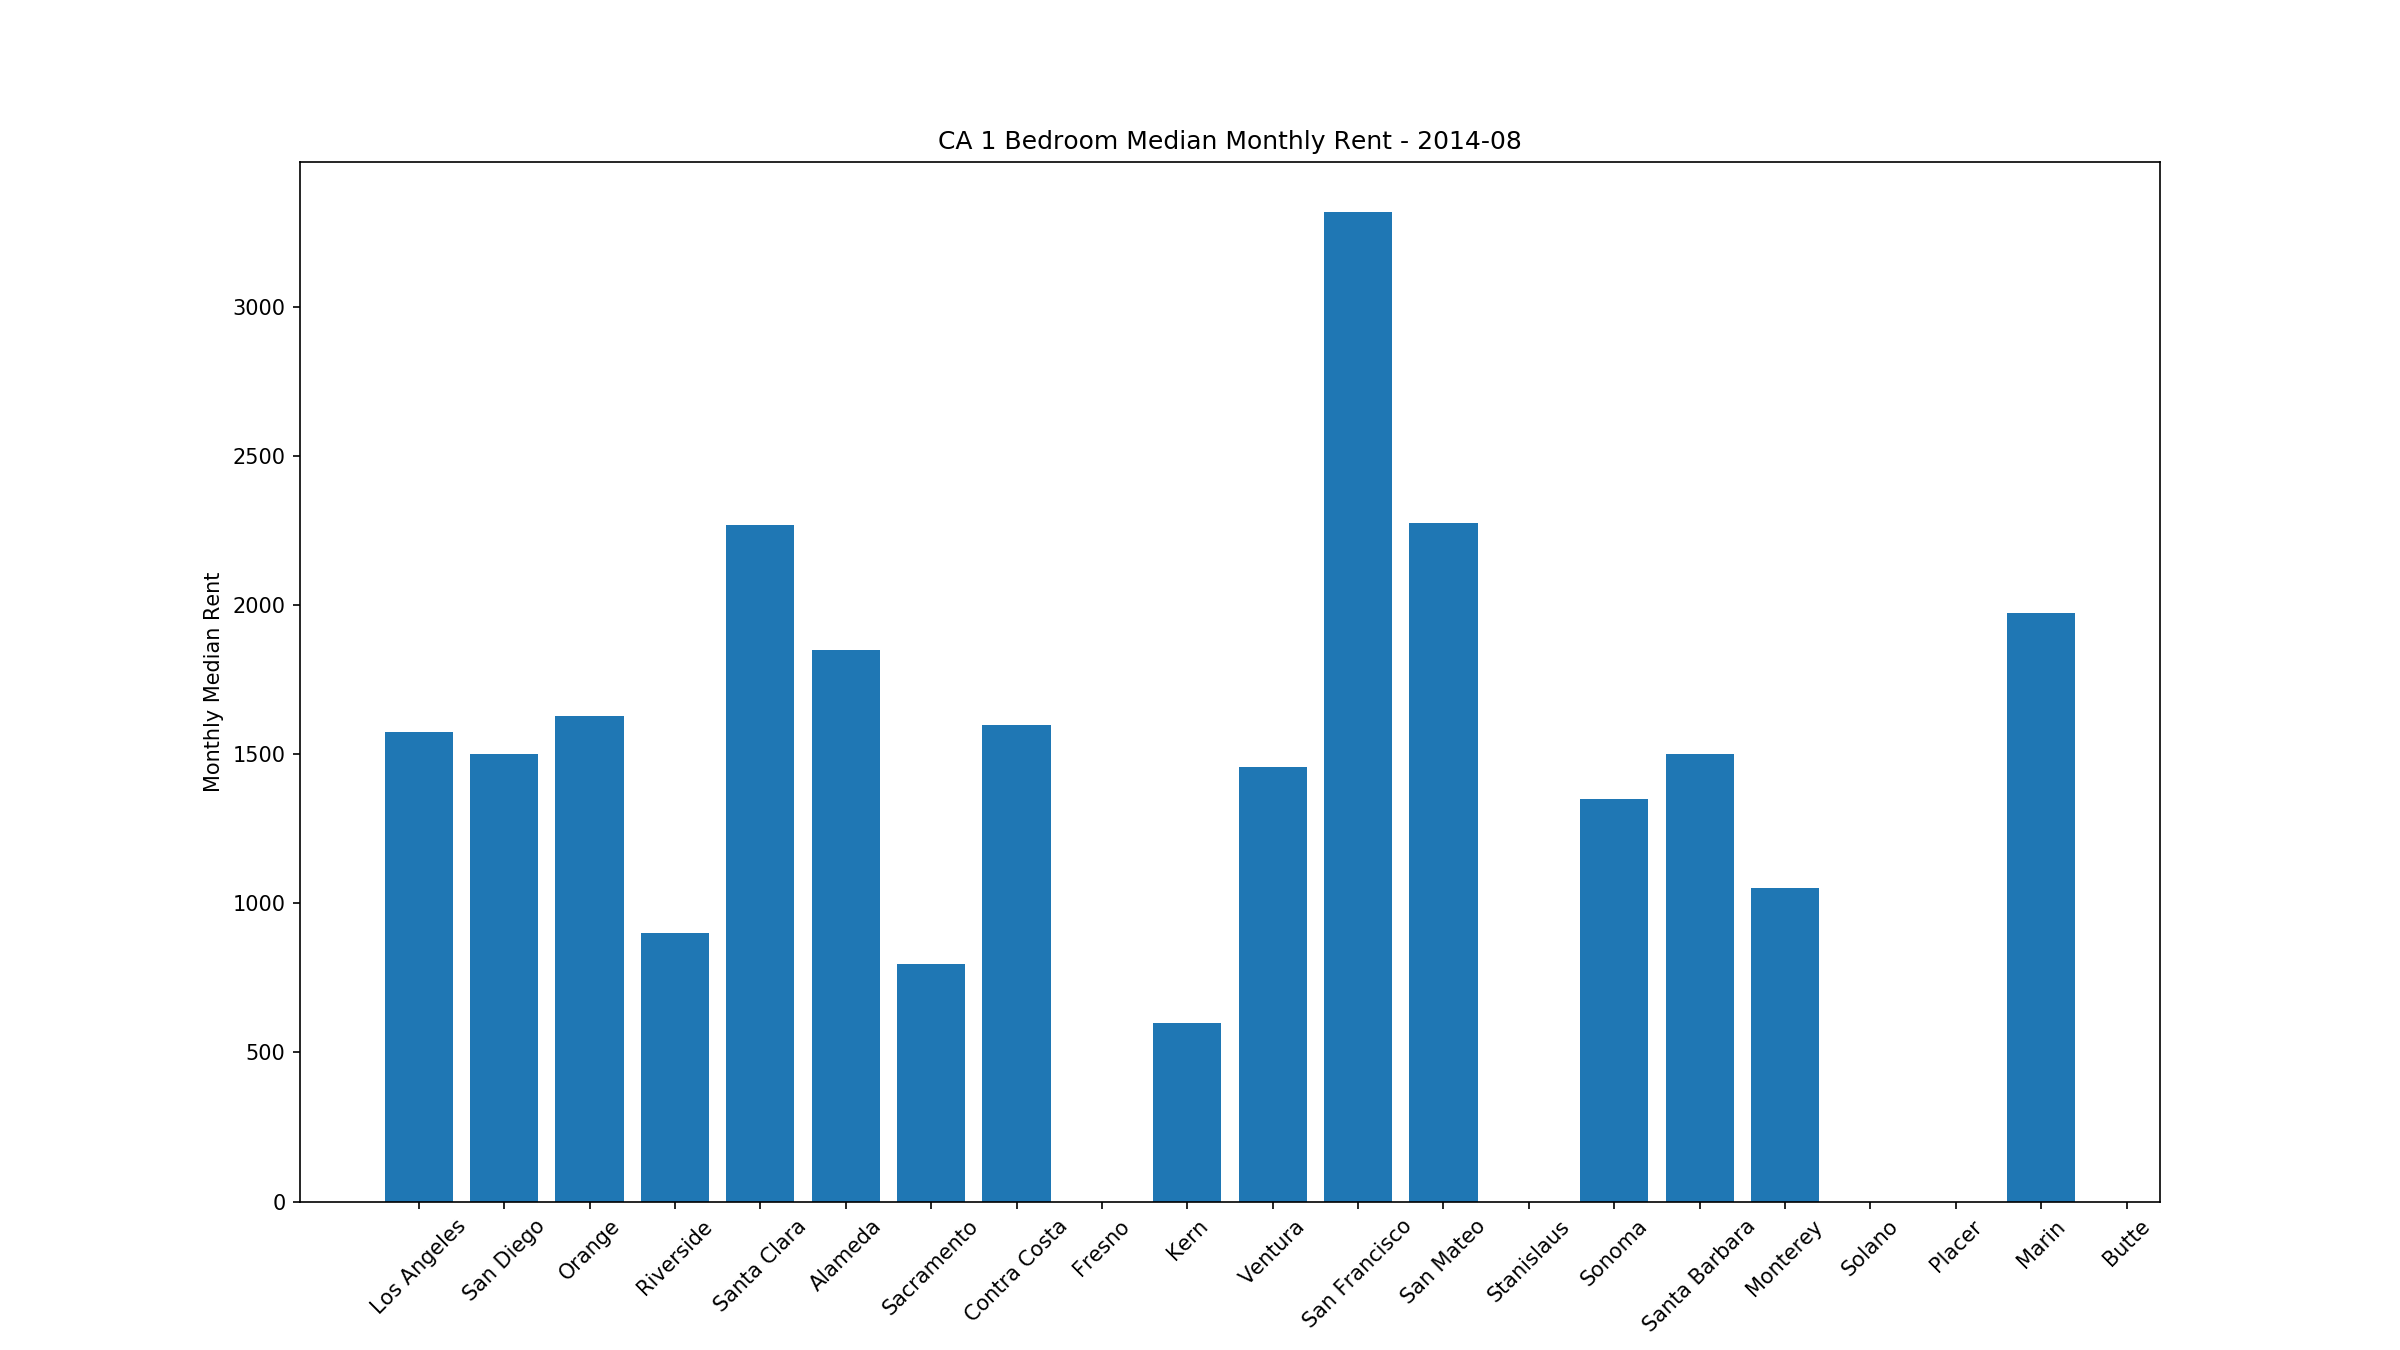 CA 1 Bedroom Median Monthly Rent - 2014-08
Monthly Median Rent
3000
2500
2000
1500
1000
500
0
Los Angeles
San Diego
Orange
Riverside
Santa Clara
Alameda
Sacramento
Contra Costa
Fresno
Kern
Ventura
San Francisco
San Mateo
Stanislaus
Sonoma
Santa Barbara
Monterey
Solano
Placer
Marin
Butte